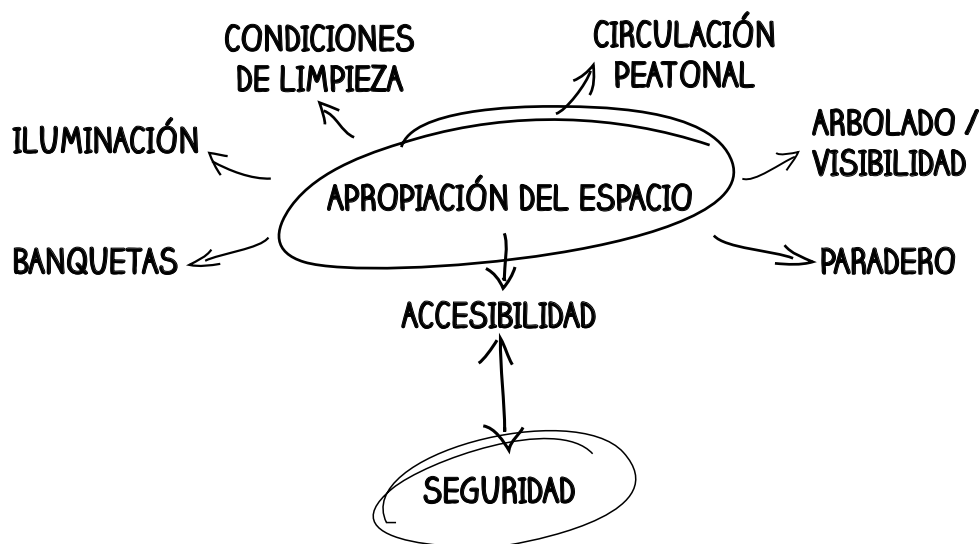 CONDICIONES
DE LIMPIEZA
CIRCULACIÓN
PEATONAL
ILUMINACIÓN
ARBOLADO /
VISIBILIDAD
APROPIACIÓN DEL ESPACIO
BANQUETAS
PARADERO
ACCESIBILIDAD
SEGURIDAD